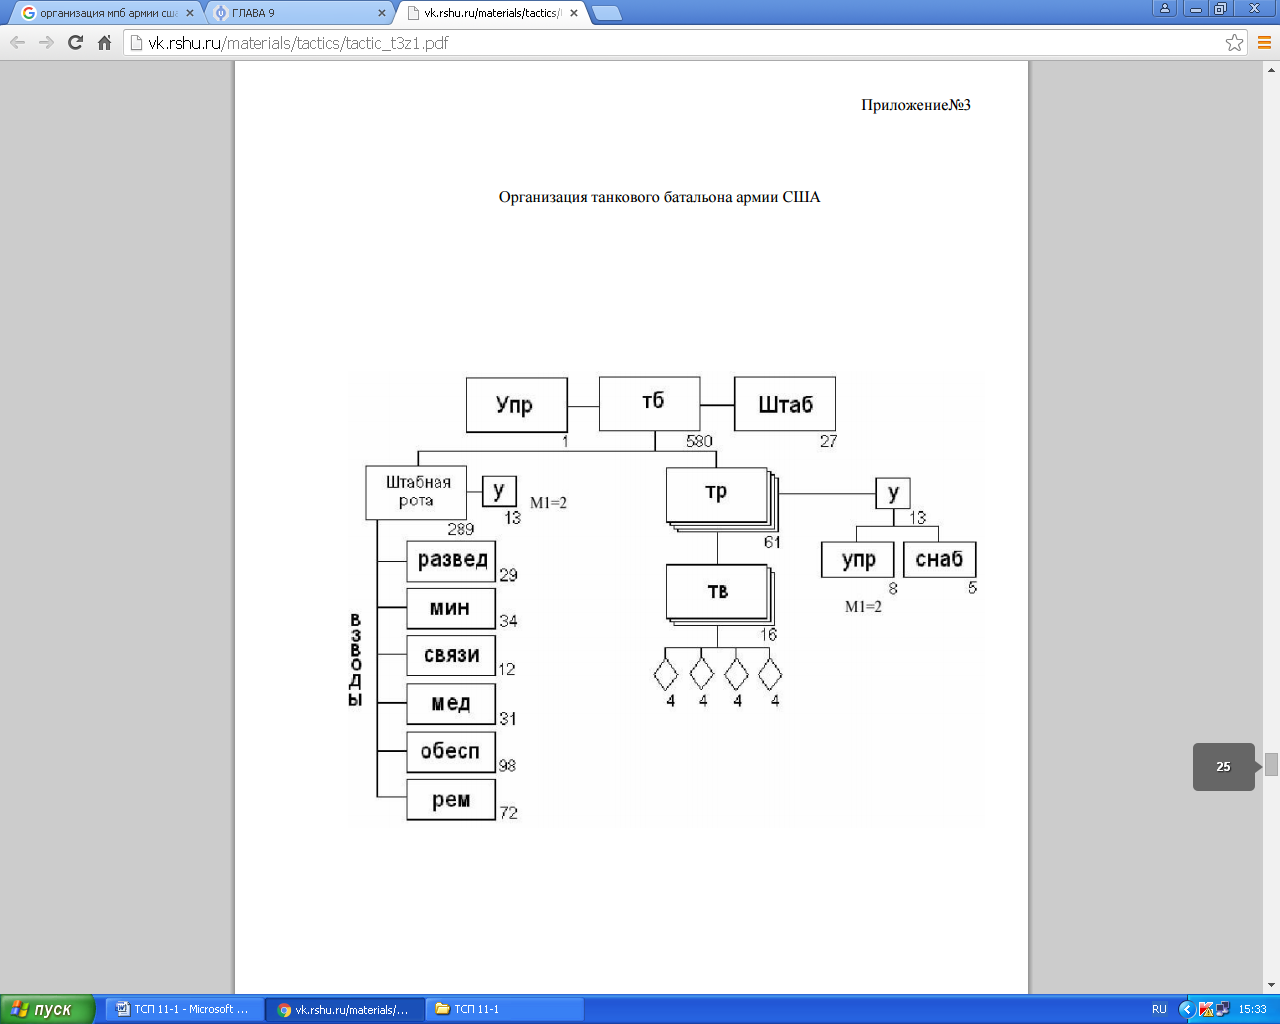 организация мпб армии сша
ГЛАВА 9
vk.rshu.ru/materials/tactics/
vk.rshu.ru/materials/tactics/tactic_t3z1.pdf
Приложение№3
Организация танкового батальона армии США
Упр
тб
Штаб
1
580
27
Штабная
рота
У
М1=2
13
289
тр
у
13
61
развед
29
упр
снаб
8
5
М1=2
мин
34
тв
16
связи
12
ВЗВОДЫ
4 4 4 4
мед
31
обесп
98
рем
72
25
пуск
ТСП 11-1 - Microsoft ...
vk.rshu.ru/materials/...
ТСП 11-1
RU
15:33